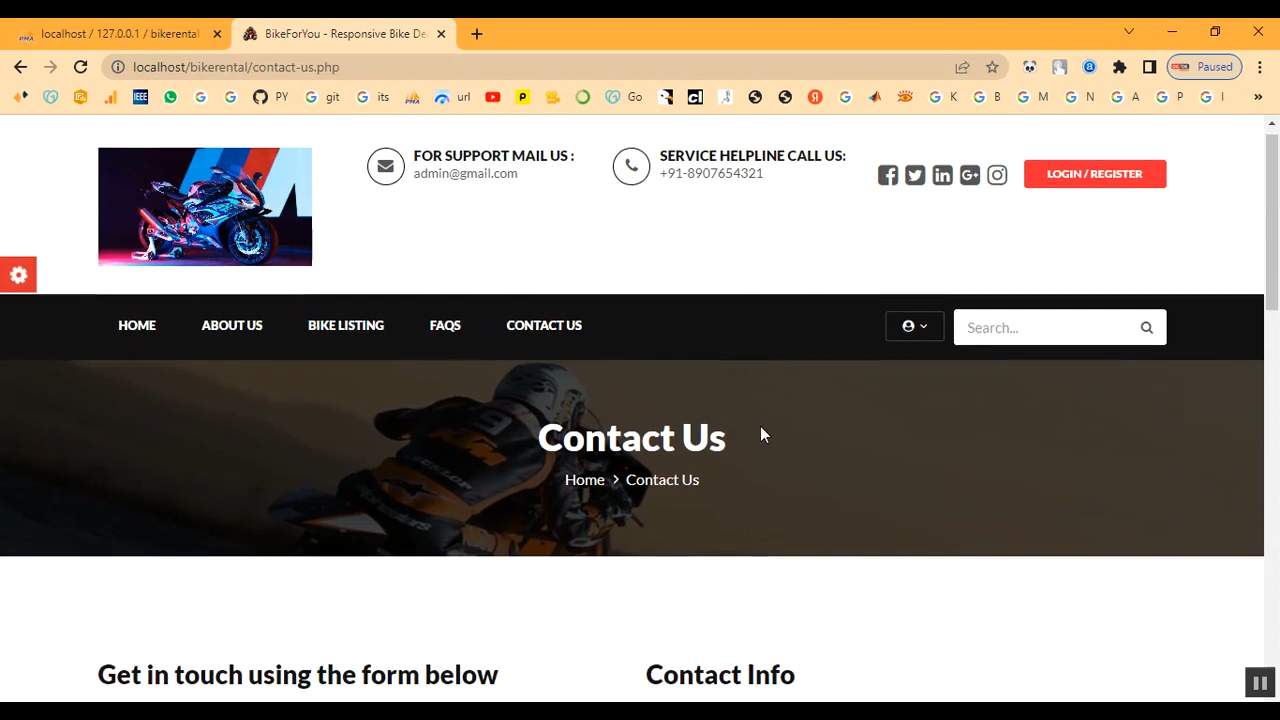 localhost / 127.0.0.1 / bikerental
BikeForYou - Responsive Bike De
localhost/bikerental/contact-us.php
Paused
PY
git
its
url
Go
K
B
M
N
A
P
I
FOR SUPPORT MAIL US :
admin@gmail.com
SERVICE HELPLINE CALL US:
+91-8907654321
LOGIN / REGISTER
HOME
ABOUT US
BIKE LISTING
FAQS
CONTACT US
Search...
Contact Us
Home > Contact Us
Get in touch using the form below
Contact Info